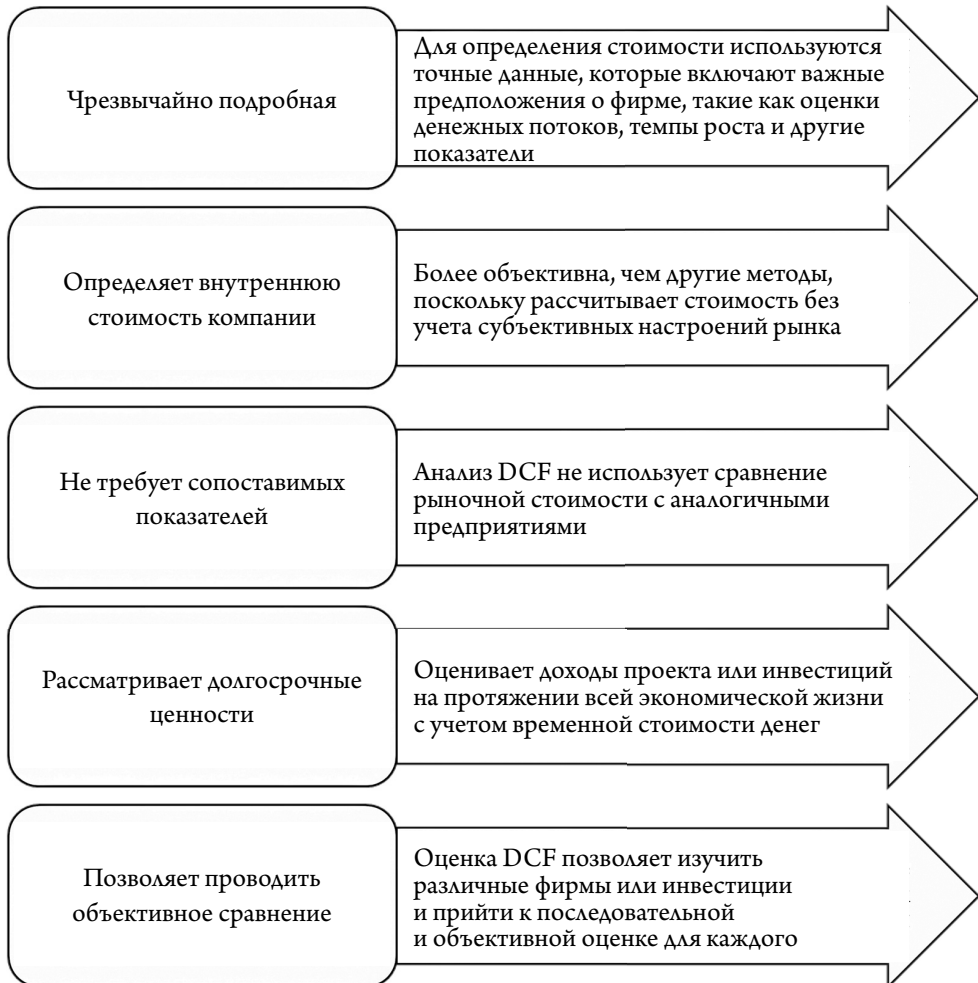 Чрезвычайно подробная
Для определения стоимости используются
точные данные, которые включают важные
предположения о фирме, такие как оценки
денежных потоков, темпы роста и другие
показатели
Определяет внутреннюю
стоимость компании
Более объективна, чем другие методы,
поскольку рассчитывает стоимость без
учета субъективных настроений рынка
Не требует сопоставимых
показателей
Анализ DCF не использует сравнение
рыночной стоимости с аналогичными
предприятиями
Рассматривает долгосрочные
ценности
Оценивает доходы проекта или инвестиций
на протяжении всей экономической жизни
с учетом временной стоимости денег
Позволяет проводить
объективное сравнение
Оценка DCF позволяет изучить
различные фирмы или инвестиции
и прийти к последовательной
и объективной оценке для каждого